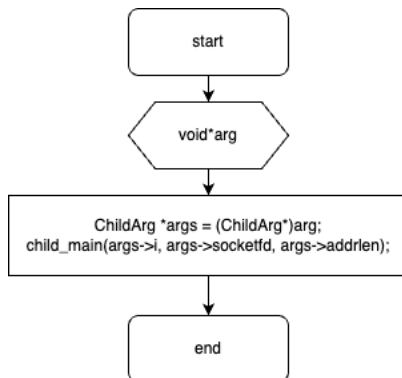 start
void*arg
ChildArg *args = (ChildArg*)arg;
child_main(args->i, args->socketfd, args->addrlen);
end